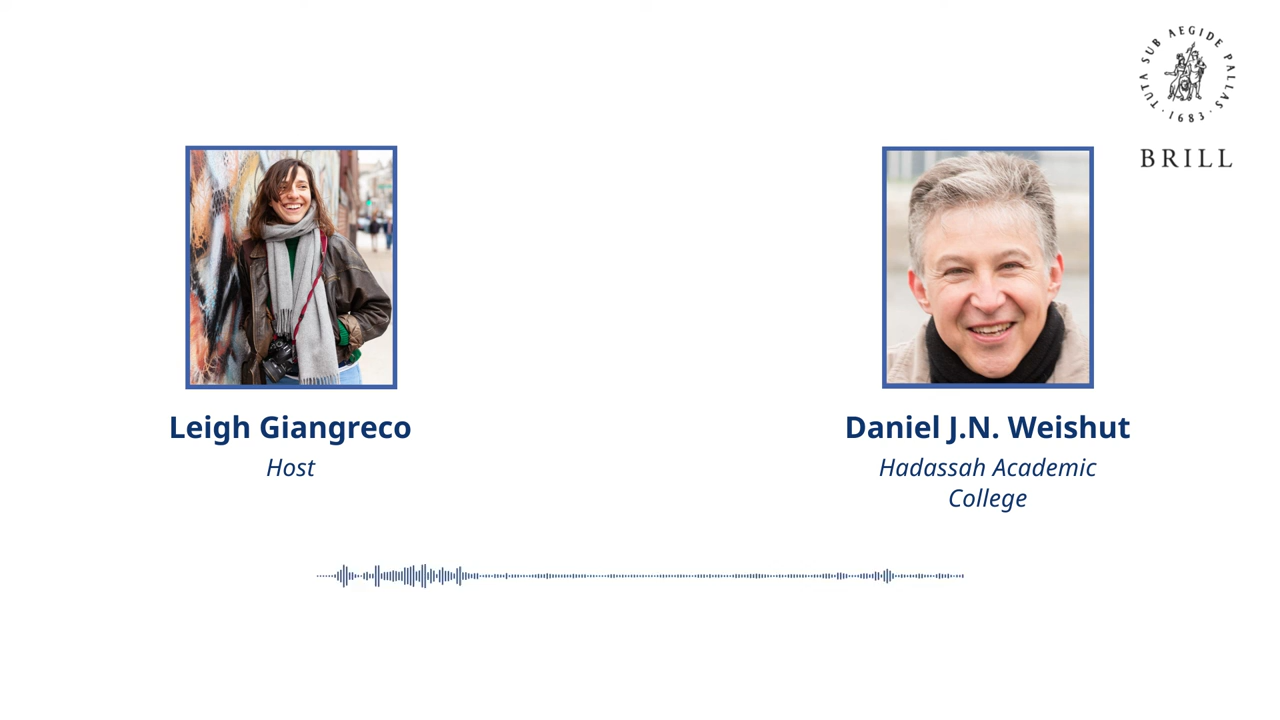 TUTA SUB AEGIDE PALLAS · 1683 ·
BRILL
Leigh Giangreco
Host
Daniel J.N. Weishut
Hadassah Academic
College